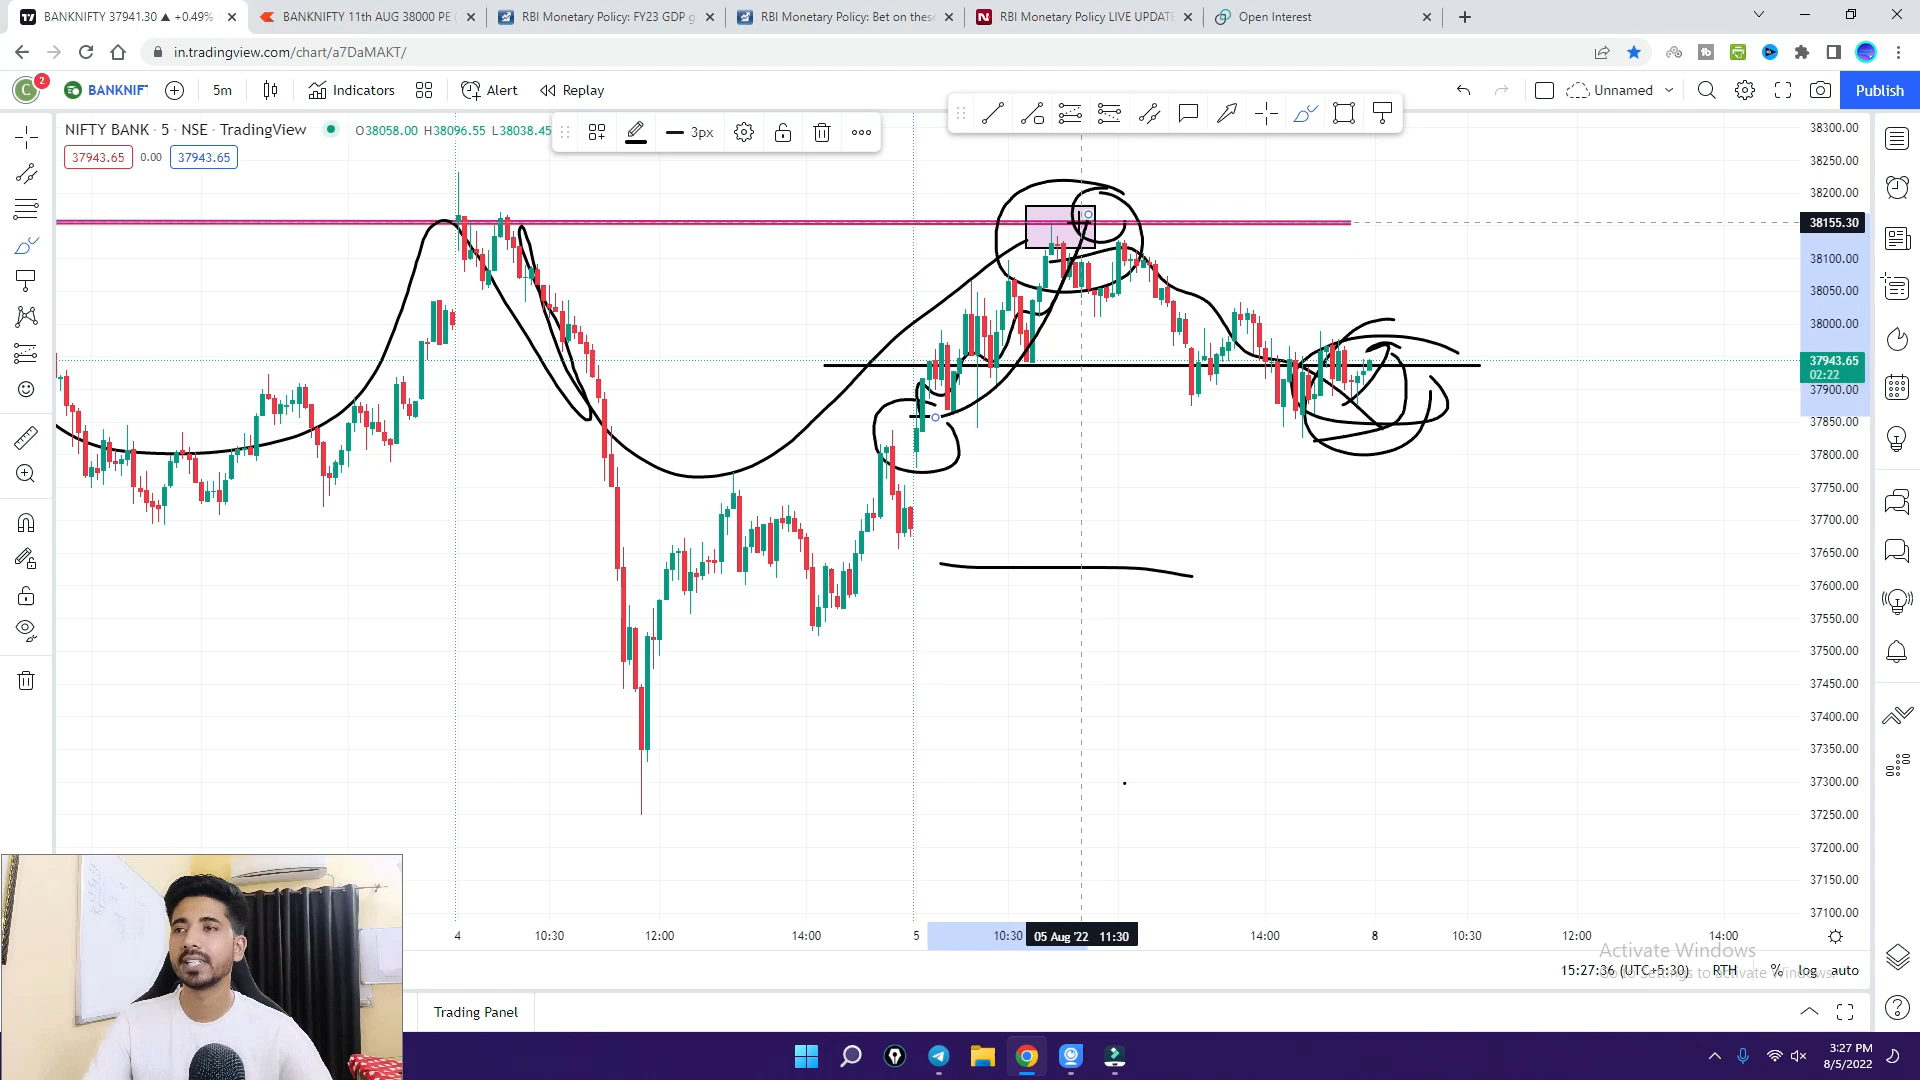 BANKNIFTY 37941.30 ▲ +0.49%
BANKNIFTY 11th AUG 38000 PE
RBI Monetary Policy: FY23 GDP g
RBI Monetary Policy: Bet on these
RBI Monetary Policy LIVE UPDATE
Open Interest
in.tradingview.com/chart/a7DaMAKT/
C
2
BANKNIF
5m
Indicators
Alert
Replay
Unnamed
Publish
NIFTY BANK · 5 · NSE · TradingView
O38058.00 H38096.55 L38038.45
3px
37943.65
0.00
37943.65
38300.00
38250.00
38200.00
38155.30
38100.00
38050.00
38000.00
37943.65
02:22
37900.00
37850.00
37800.00
37750.00
37700.00
37650.00
37600.00
37550.00
37500.00
37450.00
37400.00
37350.00
37300.00
37250.00
37200.00
37150.00
37100.00
4
10:30
12:00
14:00
5
10:30
05 Aug '22 11:30
14:00
8
10:30
12:00
14:00
Activate Windows
Go to Settings to activate Windows.
15:27:36 (UTC+5:30)
RTH
%
log
auto
Trading Panel
3:27 PM
8/5/2022